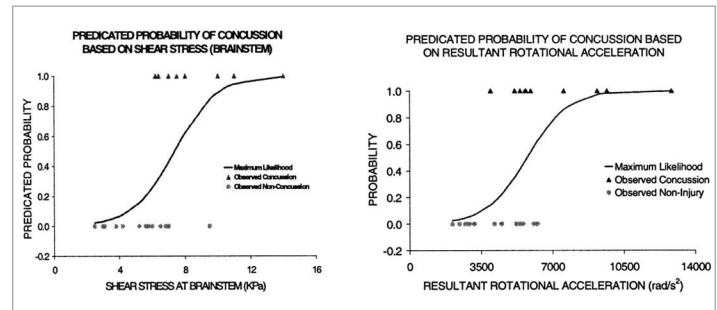 PREDICATED PROBABILITY OF CONCUSSION
BASED ON SHEAR STRESS (BRAINSTEM)
PREDICATED PROBABILITY
1.0
0.8
0.6
0.4
0.2
0.0
-0.2
0
4
8
12
16
Maximum Likelihood
Observed Concussion
Observed Non-Concussion
SHEAR STRESS AT BRAINSTEM (KPa)
PREDICATED PROBABILITY OF CONCUSSION BASED
ON RESULTANT ROTATIONAL ACCELERATION
PROBABILITY
1.0
0.8
0.6
0.4
0.2
0.0
-0.2
0
3500
7000
10500
14000
Maximum Likelihood
Observed Concussion
Observed Non-Injury
RESULTANT ROTATIONAL ACCELERATION (rad/s²)